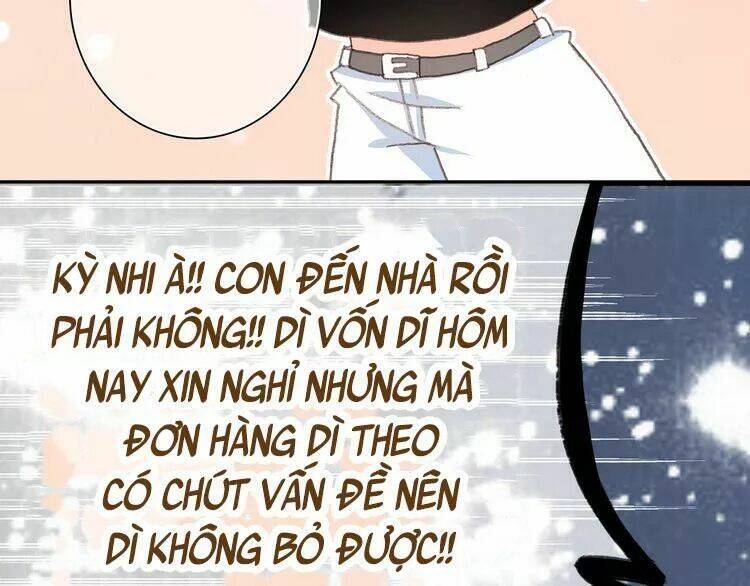 KỲ NHI À!! CON ĐẾN NHÀ RỒI
PHẢI KHÔNG!! DÌ VỐN DĨ HÔM
NAY XIN NGHỈ NHƯNG MÀ
ĐƠN HÀNG DÌ THEO
CÓ CHÚT VẤN ĐỀ NÊN
DÌ KHÔNG BỎ ĐƯỢC!!